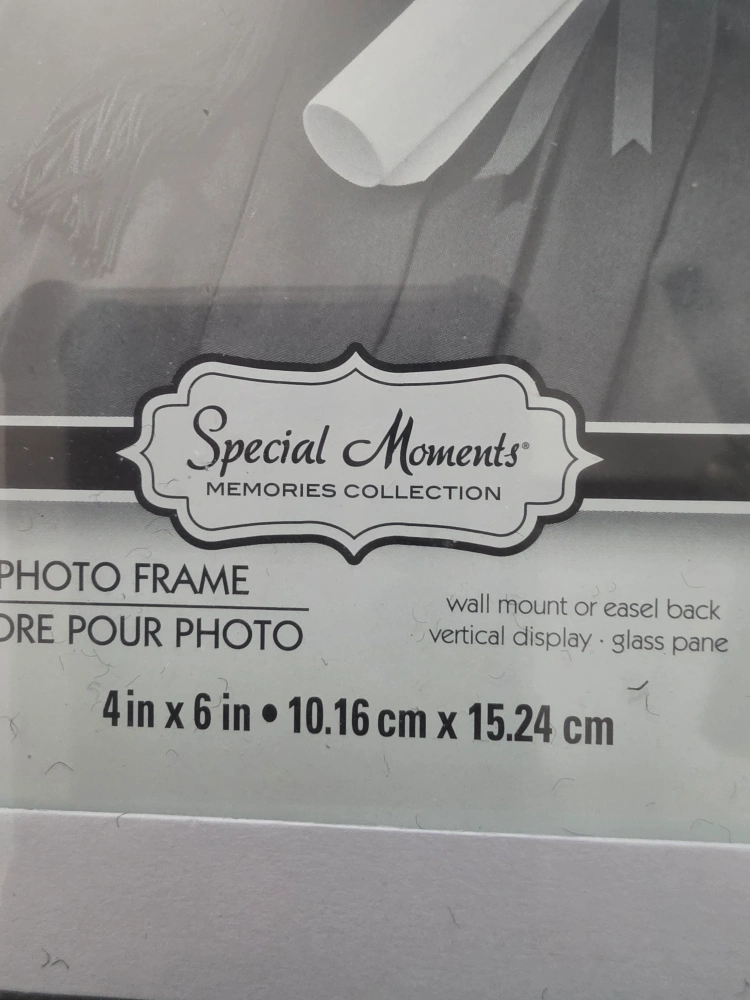 Special Moments®
MEMORIES COLLECTION
PHOTO FRAME
ORE POUR PHOTO
wall mount or easel back
vertical display · glass pane
4 in x 6 in • 10.16 cm x 15.24 cm